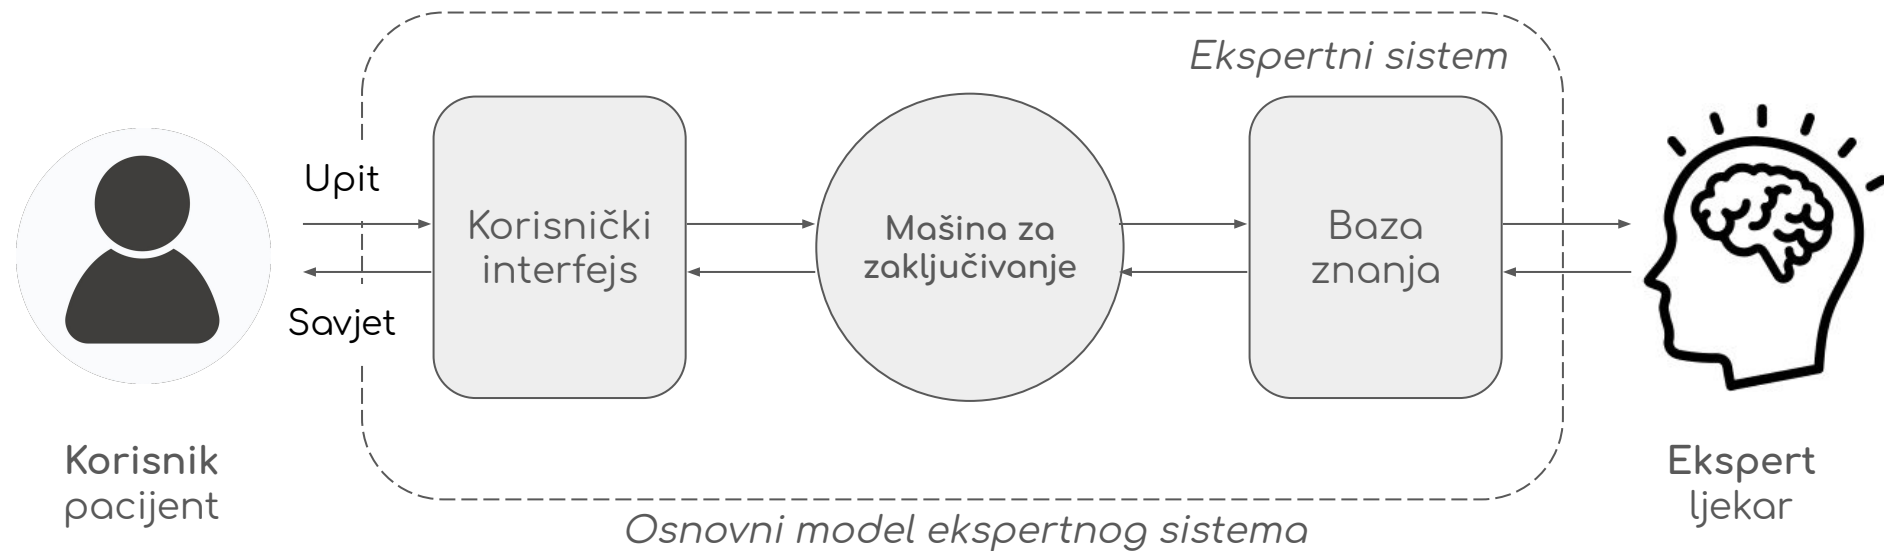 Ekspertni sistem
Upit
Korisnički
interfejs
Mašina za
zaključivanje
Baza
znanja
Savjet
Korisnik
pacijent
Ekspert
ljekar
Osnovni model ekspertnog sistema